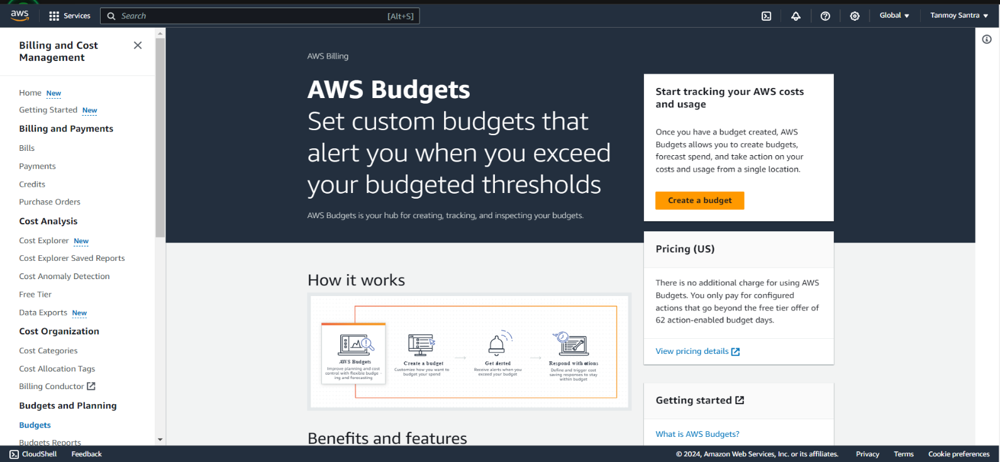 aws
Services
Search
[Alt+S]
Global
Tanmoy Santra
Billing and Cost
Management
Home New
Getting Started New
Billing and Payments
Bills
Payments
Credits
Purchase Orders
Cost Analysis
Cost Explorer New
Cost Explorer Saved Reports
Cost Anomaly Detection
Free Tier
Data Exports New
Cost Organization
Cost Categories
Cost Allocation Tags
Billing Conductor
Budgets and Planning
Budgets
Budgets Reports
AWS Billing
AWS Budgets
Set custom budgets that
alert you when you exceed
your budgeted thresholds
AWS Budgets is your hub for creating, tracking, and inspecting your budgets.
Start tracking your AWS costs
and usage
Once you have a budget created, AWS
Budgets allows you to create budgets,
forecast spend, and take action on your
costs and usage from a single location.
Create a budget
Pricing (US)
There is no additional charge for using AWS
Budgets. You only pay for configured
actions that go beyond the free tier offer of
62 action-enabled budget days.
View pricing details
Getting started
What is AWS Budgets?
How it works
AWS Budgets
Improve planning and cost
control with flexible budge -
ing and forecasting
Create a budget
Customize how you want to
budget your spend
Get alerted
Receive alerts when you
exceed your budget
Respond with
Define and trigger cost
saving responses to stay
within budget
Benefits and features
CloudShell
Feedback
© 2024, Amazon Web Services, Inc. or its affiliates.
Privacy
Terms
Cookie preferences